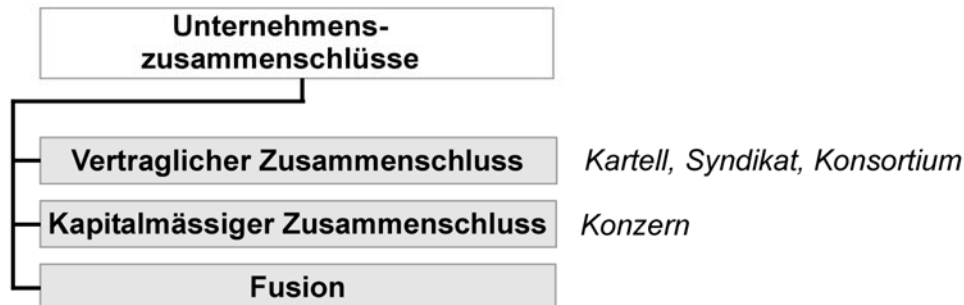 Unternehmens-
zusammenschlüsse
Vertraglicher Zusammenschluss Kartell, Syndikat, Konsortium
Kapitalmässiger Zusammenschluss Konzern
Fusion